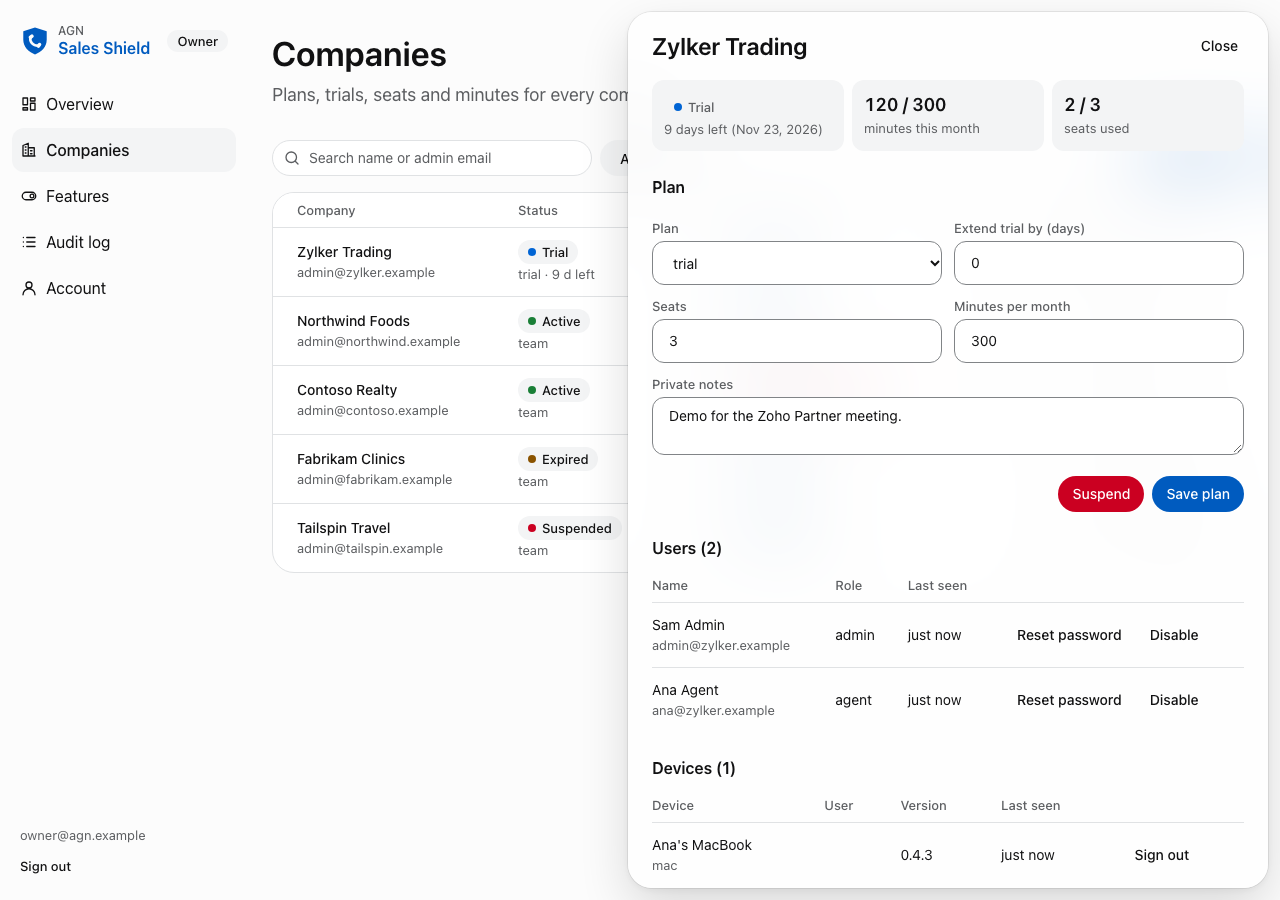 AGN
Sales Shield
Owner
Overview
Companies
Features
Audit log
Account
owner@agn.example
Sign out
Companies
Plans, trials, seats and minutes for every com
Search name or admin email
A
Company Status
Zylker Trading
admin@zylker.example
Trial
trial · 9 d left
Northwind Foods
admin@northwind.example
Active
team
Contoso Realty
admin@contoso.example
Active
team
Fabrikam Clinics
admin@fabrikam.example
Expired
team
Tailspin Travel
admin@tailspin.example
Suspended
team
Zylker Trading
Close
Trial
9 days left (Nov 23, 2026)
120 / 300
minutes this month
2 / 3
seats used
Plan
Plan
trial
Extend trial by (days)
0
Seats
3
Minutes per month
300
Private notes
Demo for the Zoho Partner meeting.
Suspend
Save plan
Users (2)
Name Role Last seen
Sam Admin
admin@zylker.example
admin just now Reset password Disable
Ana Agent
ana@zylker.example
agent just now Reset password Disable
Devices (1)
Device User Version Last seen
Ana's MacBook
mac
0.4.3 just now Sign out